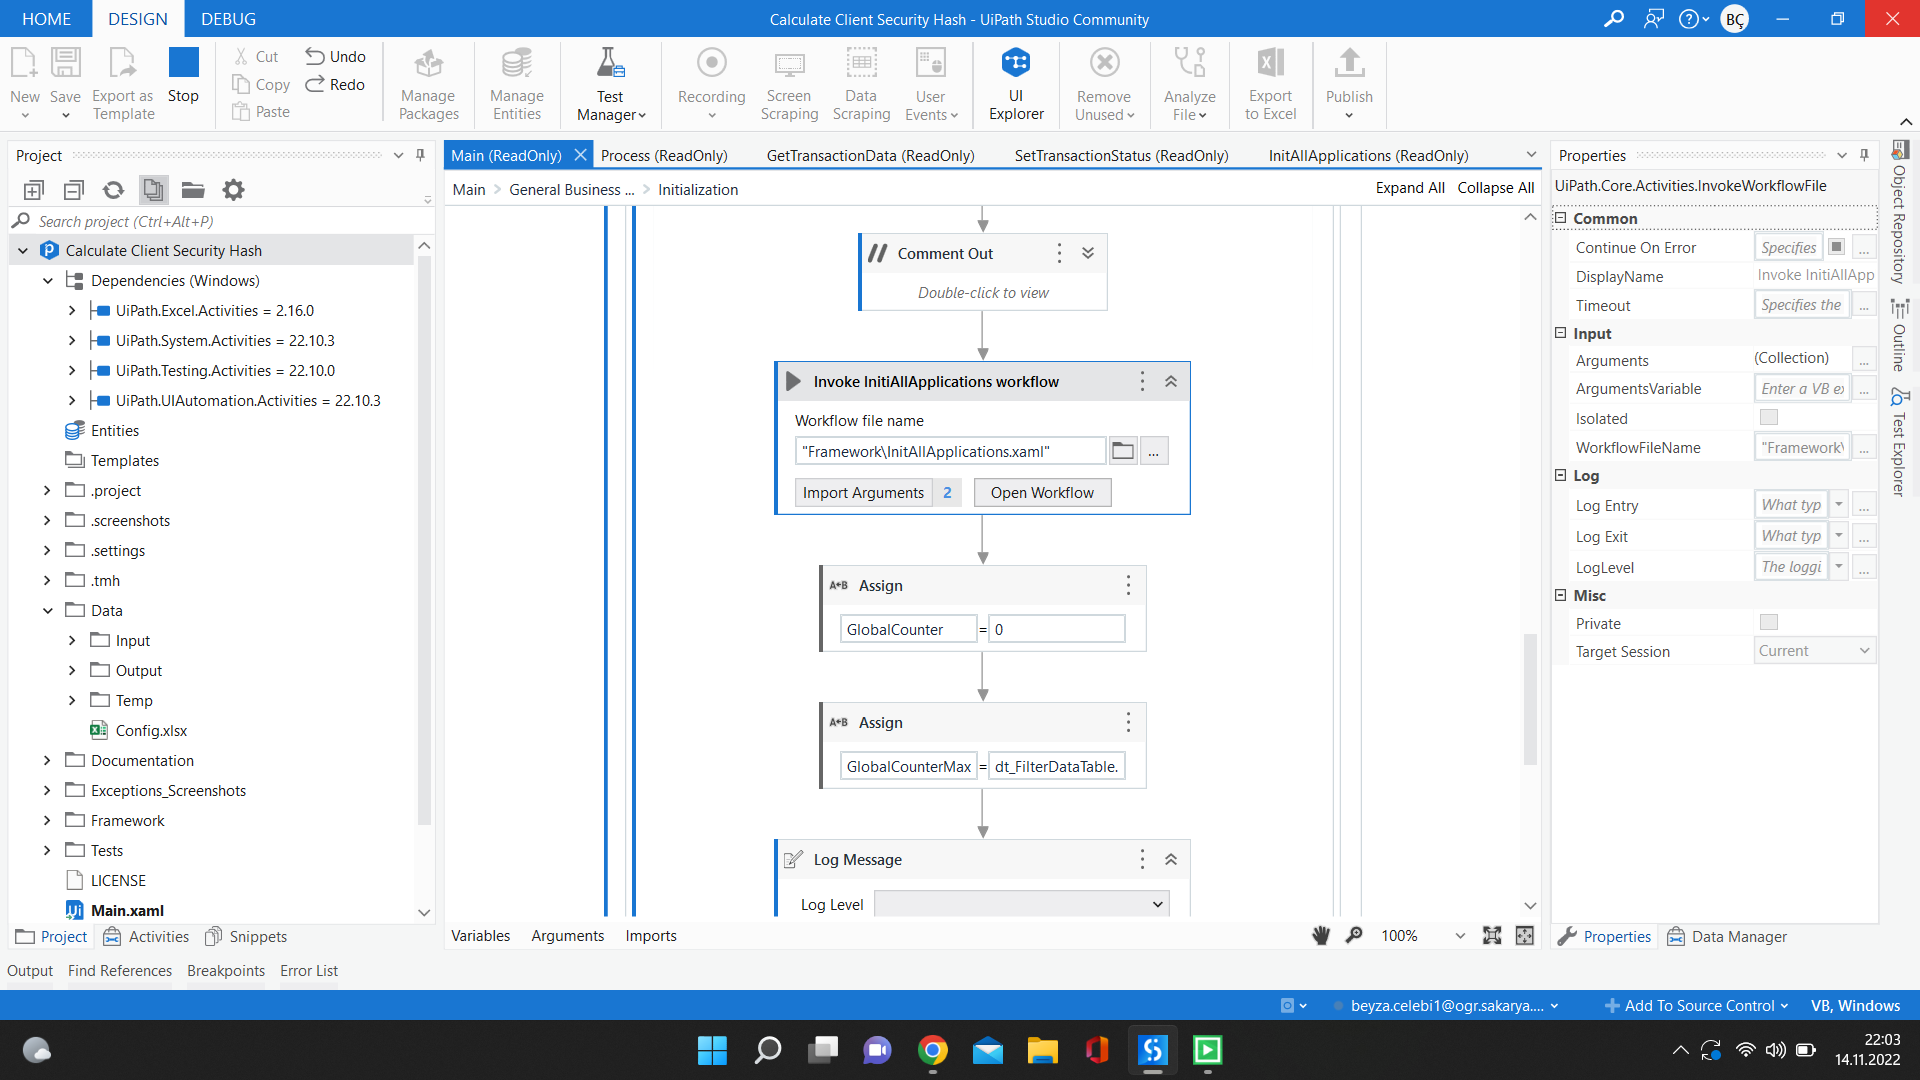 HOME DESIGN DEBUG
Calculate Client Security Hash - UiPath Studio Community
BÇ
New Save Export as Template Stop
Cut Copy Paste
Undo Redo
Manage Packages
Manage Entities
Test Manager
Recording
Screen Scraping
Data Scraping
User Events
UI Explorer
Remove Unused
Analyze File
Export to Excel
Publish
Project
Search project (Ctrl+Alt+P)
Calculate Client Security Hash
Dependencies (Windows)
UiPath.Excel.Activities = 2.16.0
UiPath.System.Activities = 22.10.3
UiPath.Testing.Activities = 22.10.0
UiPath.UIAutomation.Activities = 22.10.3
Entities
Templates
.project
.screenshots
.settings
.tmh
Data
Input
Output
Temp
Config.xlsx
Documentation
Exceptions_Screenshots
Framework
Tests
LICENSE
Main.xaml
Project Activities Snippets
Main (ReadOnly) Process (ReadOnly) GetTransactionData (ReadOnly) SetTransactionStatus (ReadOnly) InitAllApplications (ReadOnly)
Main > General Business ... > Initialization
Expand All Collapse All
// Comment Out
Double-click to view
Invoke InitiAllApplications workflow
Workflow file name
"Framework\InitAllApplications.xaml" ...
Import Arguments 2 Open Workflow
A←B Assign
GlobalCounter = 0
A←B Assign
GlobalCounterMax = dt_FilterDataTable.
Log Message
Log Level
Variables Arguments Imports
100%
Properties
UiPath.Core.Activities.InvokeWorkflowFile
Common
Continue On Error Specifies ...
DisplayName Invoke InitiAllApp
Timeout Specifies the ...
Input
Arguments (Collection) ...
ArgumentsVariable Enter a VB ex ...
Isolated
WorkflowFileName "Framework\ ...
Log
Log Entry What typ ...
Log Exit What typ ...
LogLevel The loggi ...
Misc
Private
Target Session Current
Properties Data Manager
Object Repository
Outline
Test Explorer
Output Find References Breakpoints Error List
beyza.celebi1@ogr.sakarya.... Add To Source Control VB, Windows
22:03
14.11.2022